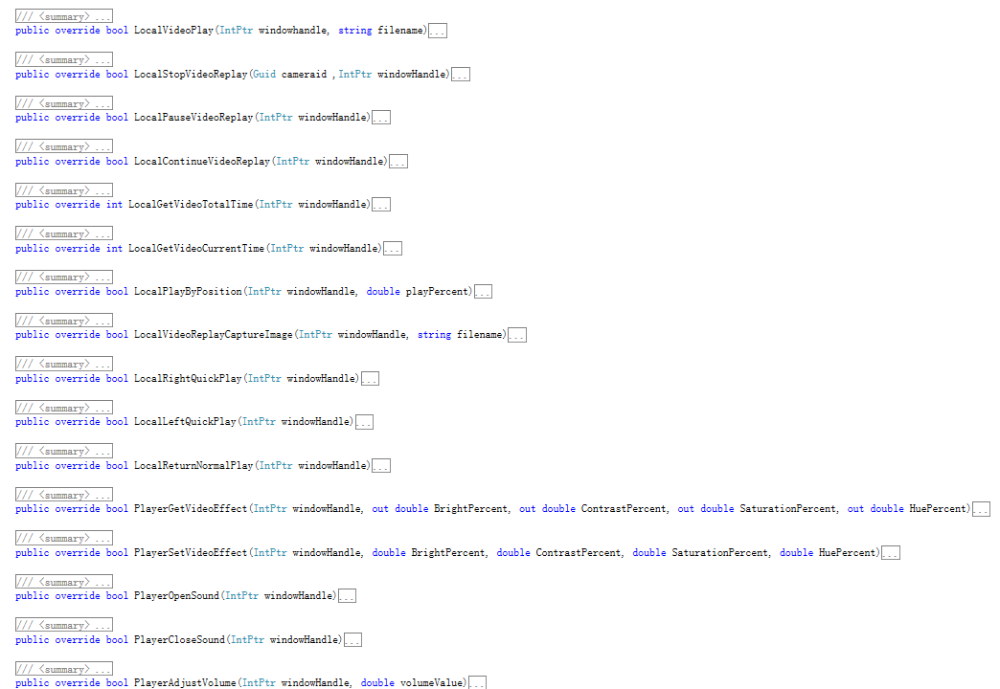 /// <summary> ...
public override bool LocalVideoPlay(IntPtr windowhandle, string filename)...
/// <summary> ...
public override bool LocalStopVideoReplay(Guid cameraid ,IntPtr windowHandle)...
/// <summary> ...
public override bool LocalPauseVideoReplay(IntPtr windowHandle)...
/// <summary> ...
public override bool LocalContinueVideoReplay(IntPtr windowHandle)...
/// <summary> ...
public override int LocalGetVideoTotalTime(IntPtr windowHandle)...
/// <summary> ...
public override int LocalGetVideoCurrentTime(IntPtr windowHandle)...
/// <summary> ...
public override bool LocalPlayByPosition(IntPtr windowHandle, double playPercent)...
/// <summary> ...
public override bool LocalVideoReplayCaptureImage(IntPtr windowHandle, string filename)...
/// <summary> ...
public override bool LocalRightQuickPlay(IntPtr windowHandle)...
/// <summary> ...
public override bool LocalLeftQuickPlay(IntPtr windowHandle)...
/// <summary> ...
public override bool LocalReturnNormalPlay(IntPtr windowHandle)...
/// <summary> ...
public override bool PlayerGetVideoEffect(IntPtr windowHandle, out double BrightPercent, out double ContrastPercent, out double SaturationPercent, out double HuePercent)...
/// <summary> ...
public override bool PlayerSetVideoEffect(IntPtr windowHandle, double BrightPercent, double ContrastPercent, double SaturationPercent, double HuePercent)...
/// <summary> ...
public override bool PlayerOpenSound(IntPtr windowHandle)...
/// <summary> ...
public override bool PlayerCloseSound(IntPtr windowHandle)...
/// <summary> ...
public override bool PlayerAdjustVolume(IntPtr windowHandle, double volumeValue)...